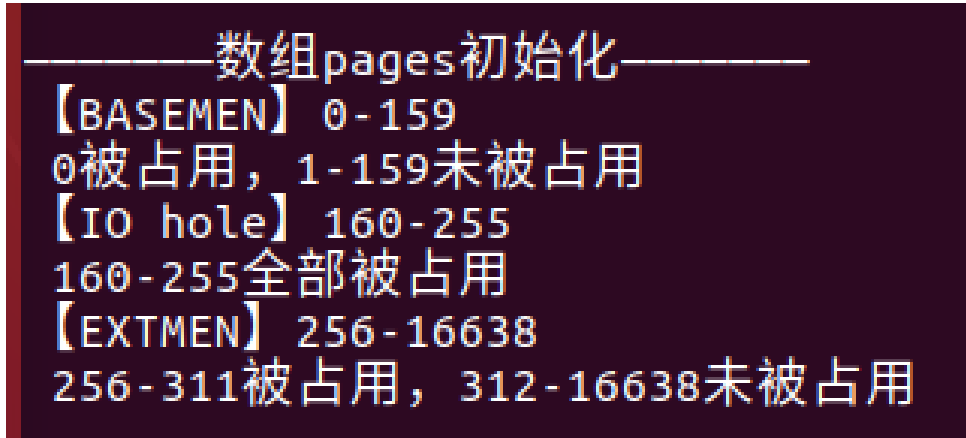 ———————数组pages初始化———————
【BASEMEN】0-159
0被占用，1-159未被占用
【IO hole】160-255
160-255全部被占用
【EXTMEN】256-16638
256-311被占用，312-16638未被占用